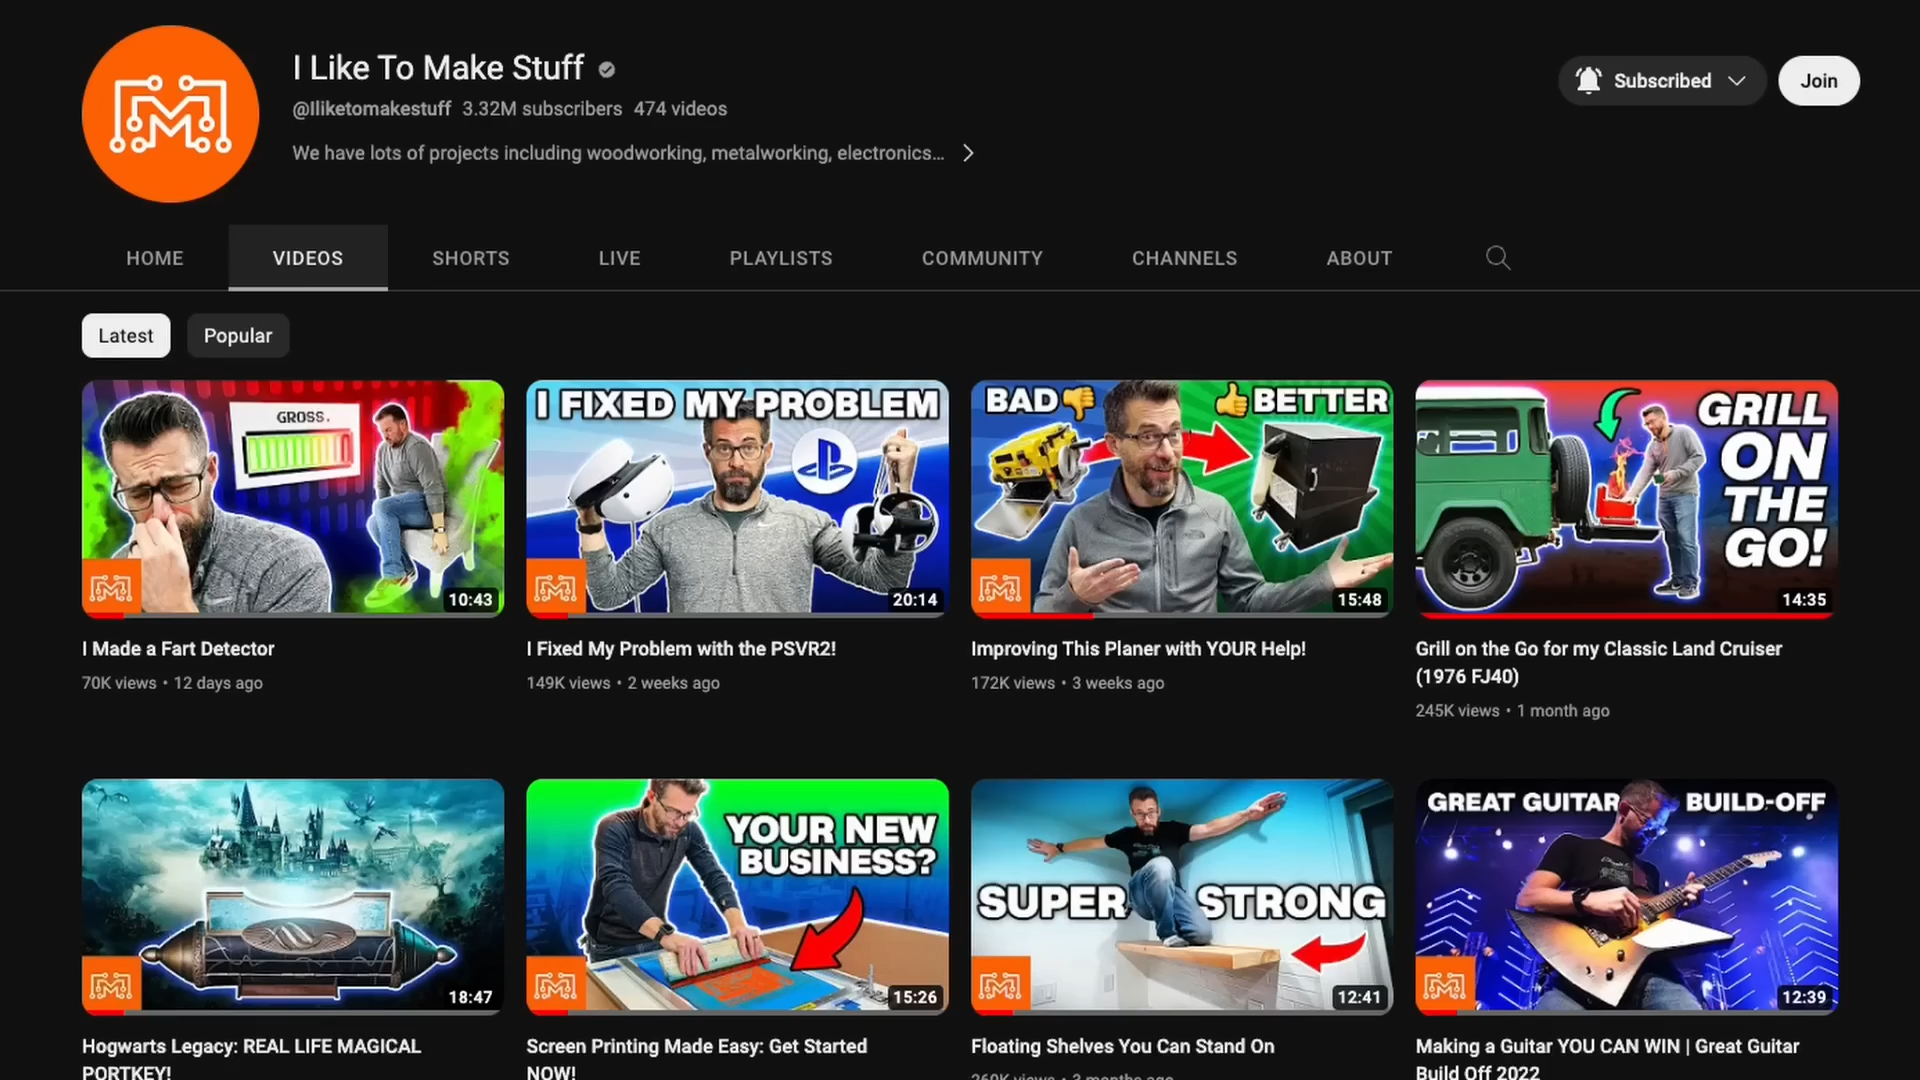 I Like To Make Stuff
@Iliketomakestuff 3.32M subscribers 474 videos
We have lots of projects including woodworking, metalworking, electronics...
Subscribed
Join
HOME
VIDEOS
SHORTS
LIVE
PLAYLISTS
COMMUNITY
CHANNELS
ABOUT
Latest
Popular
GROSS.
10:43
I FIXED MY PROBLEM
20:14
BAD
BETTER
15:48
GRILL
ON
THE
GO!
14:35
I Made a Fart Detector
70K views • 12 days ago
I Fixed My Problem with the PSVR2!
149K views • 2 weeks ago
Improving This Planer with YOUR Help!
172K views • 3 weeks ago
Grill on the Go for my Classic Land Cruiser
(1976 FJ40)
245K views • 1 month ago
18:47
YOUR NEW
BUSINESS?
15:26
SUPER STRONG
12:41
GREAT GUITAR BUILD-OFF
12:39
Hogwarts Legacy: REAL LIFE MAGICAL
PORTKEY!
Screen Printing Made Easy: Get Started
NOW!
Floating Shelves You Can Stand On
269K views • 3 months ago
Making a Guitar YOU CAN WIN | Great Guitar
Build Off 2022